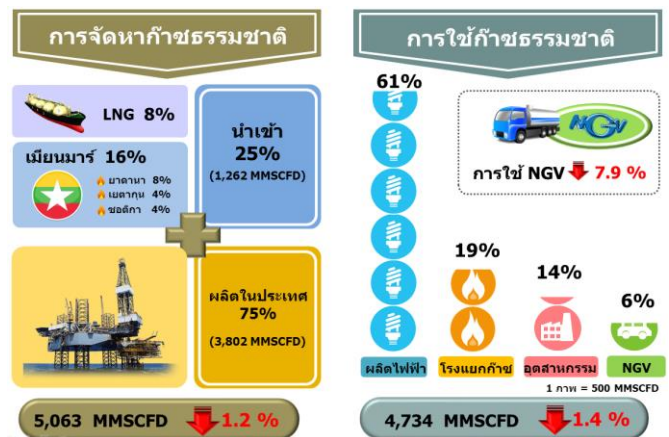 การจัดหาก๊าซธรรมชาติ
LNG 8%
เมียนมาร์ 16%
ยาดานา 8%
เยตากุน 4%
ซอติกา 4%
นำเข้า
25%
(1,262 MMSCFD)
ผลิตในประเทศ
75%
(3,802 MMSCFD)
5,063 MMSCFD 1.2 %
การใช้ก๊าซธรรมชาติ
61%
NGV
การใช้ NGV 7.9 %
19%
14%
6%
ผลิตไฟฟ้า โรงแยกก๊าซ อุตสาหกรรม NGV
1 ภาพ = 500 MMSCFD
4,734 MMSCFD 1.4 %